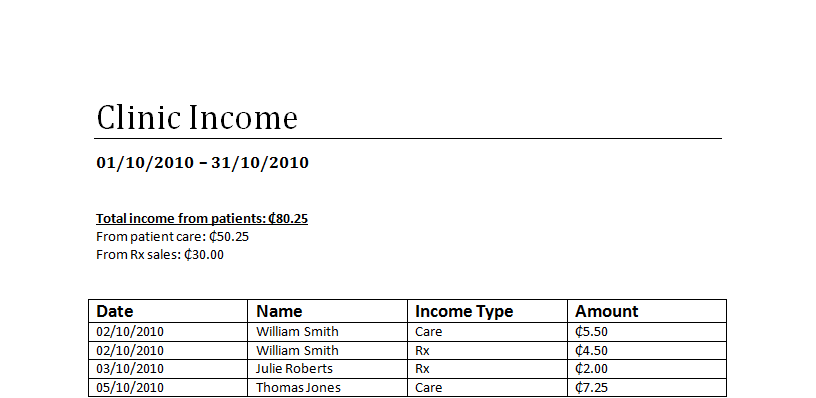 Clinic Income
01/10/2010 – 31/10/2010
Total income from patients: ₵80.25
From patient care: ₵50.25
From Rx sales: ₵30.00
Date Name Income Type Amount
02/10/2010 William Smith Care ₵5.50
02/10/2010 William Smith Rx ₵4.50
03/10/2010 Julie Roberts Rx ₵2.00
05/10/2010 Thomas Jones Care ₵7.25